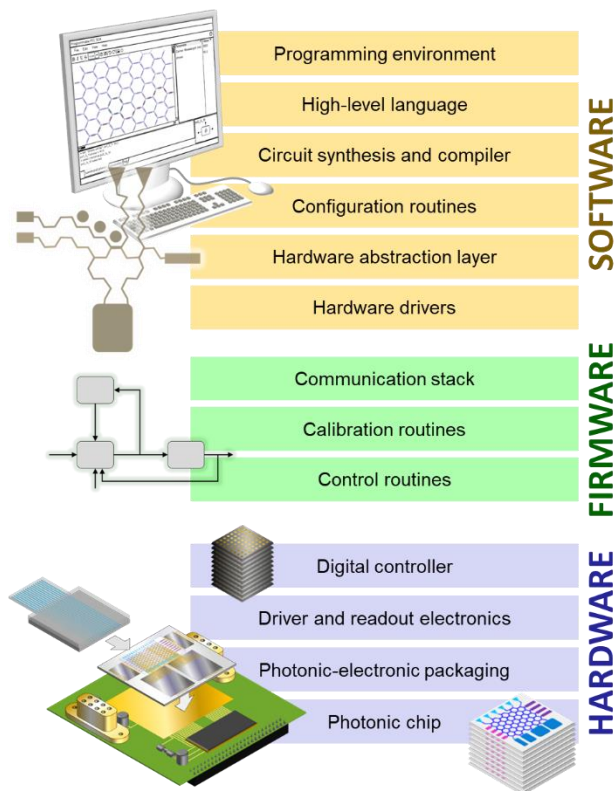 Programming environment
High-level language
Circuit synthesis and compiler
Configuration routines
Hardware abstraction layer
Hardware drivers
SOFTWARE
Communication stack
Calibration routines
Control routines
FIRMWARE
Digital controller
Driver and readout electronics
Photonic-electronic packaging
Photonic chip
HARDWARE